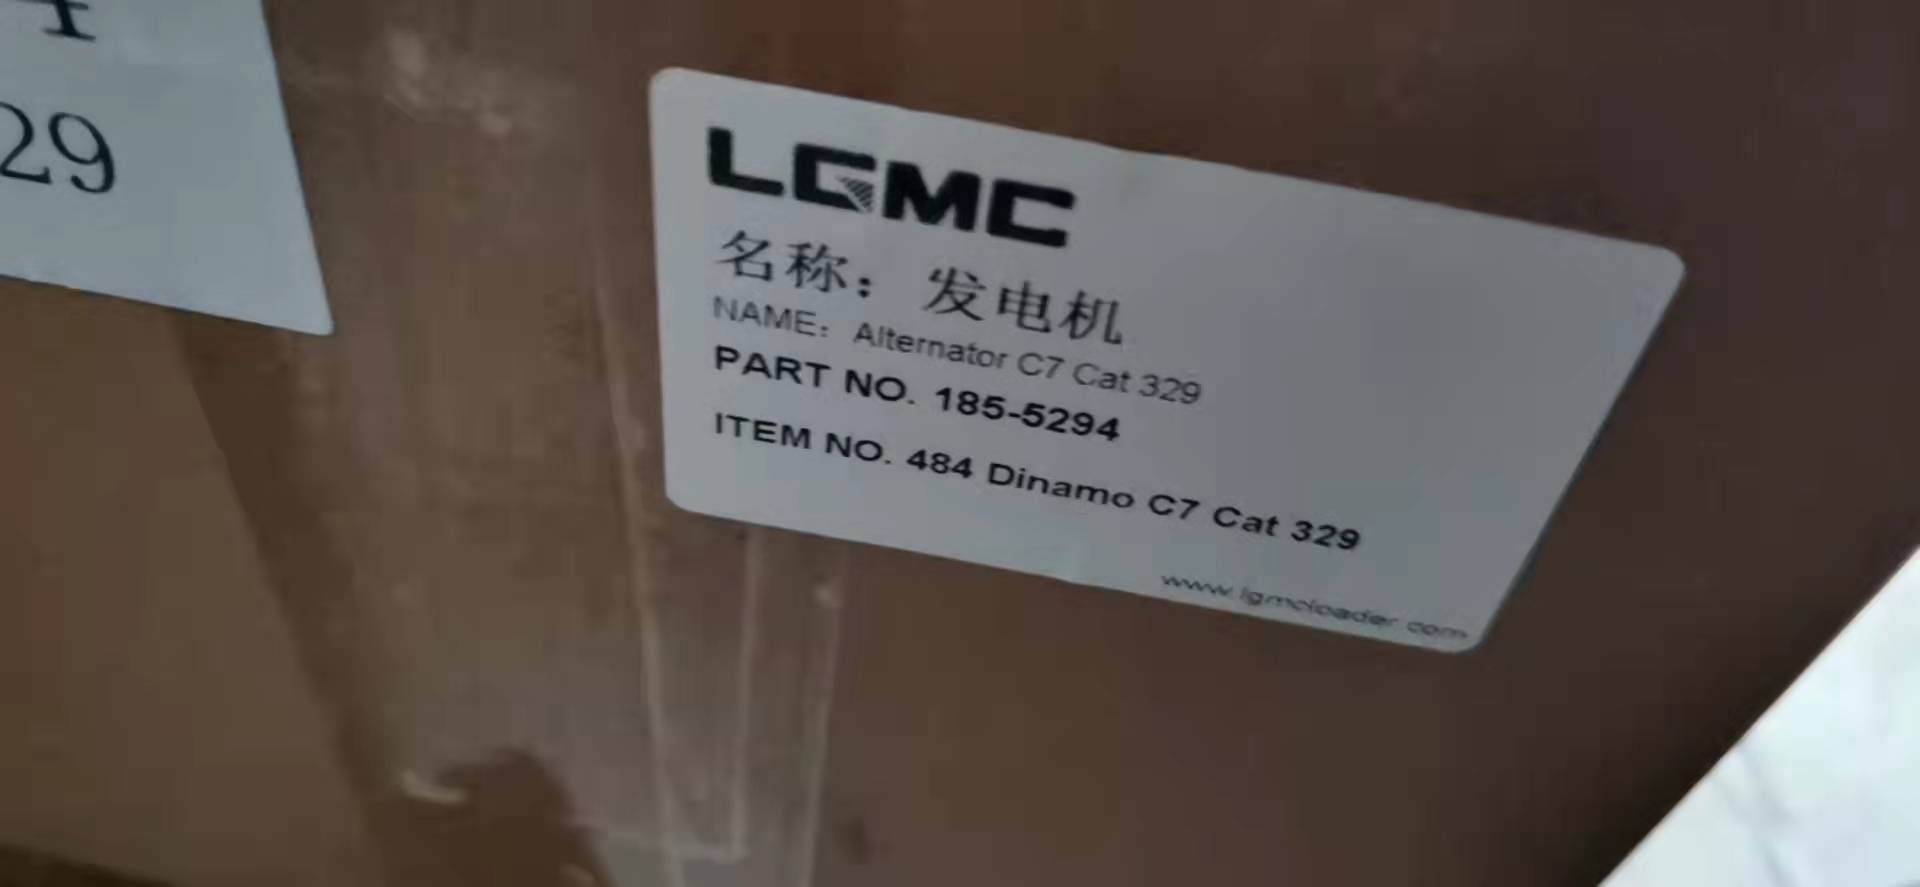 4
29
LGMC
名称：发电机
NAME: Alternator C7 Cat 329
PART NO. 185-5294
ITEM NO. 484 Dinamo C7 Cat 329
www.lgmcloader.com